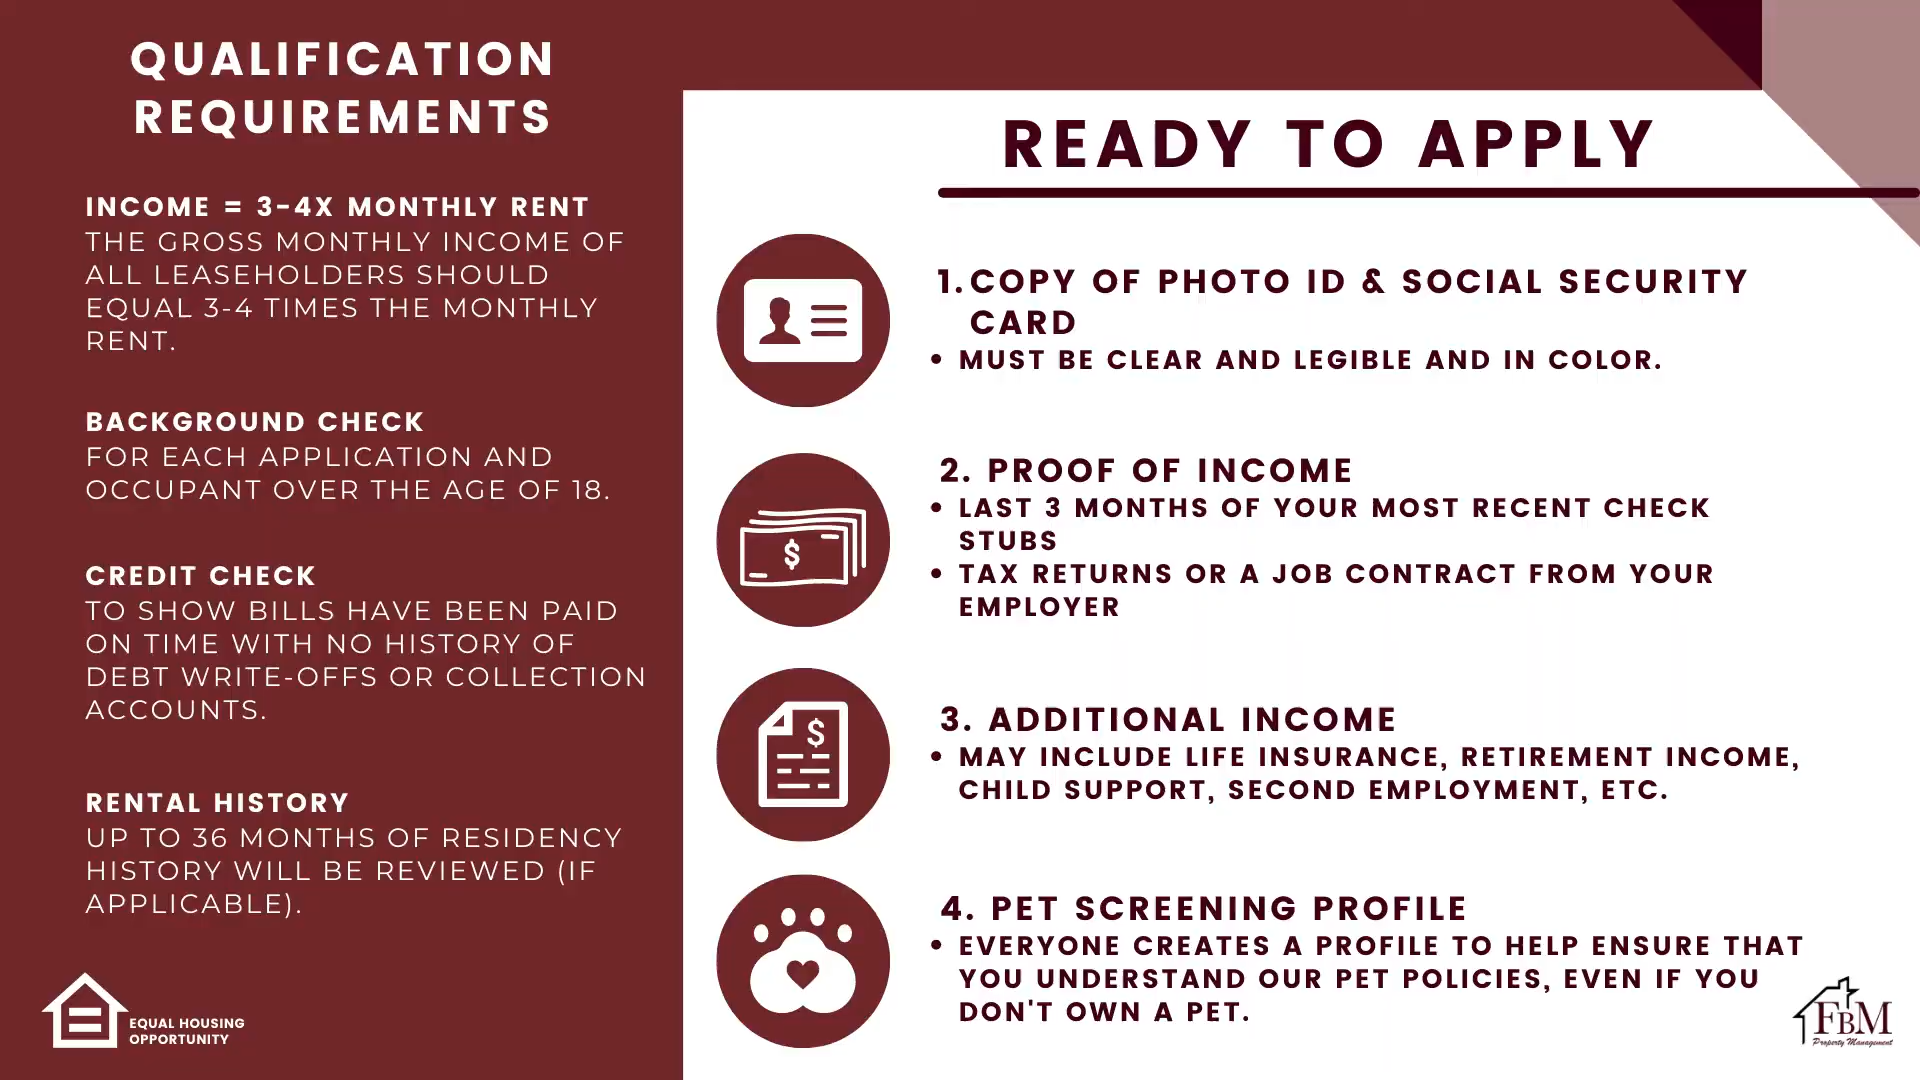 QUALIFICATION
REQUIREMENTS
INCOME = 3-4X MONTHLY RENT
THE GROSS MONTHLY INCOME OF
ALL LEASEHOLDERS SHOULD
EQUAL 3-4 TIMES THE MONTHLY
RENT.
BACKGROUND CHECK
FOR EACH APPLICATION AND
OCCUPANT OVER THE AGE OF 18.
CREDIT CHECK
TO SHOW BILLS HAVE BEEN PAID
ON TIME WITH NO HISTORY OF
DEBT WRITE-OFFS OR COLLECTION
ACCOUNTS.
RENTAL HISTORY
UP TO 36 MONTHS OF RESIDENCY
HISTORY WILL BE REVIEWED (IF
APPLICABLE).
EQUAL HOUSING
OPPORTUNITY
READY TO APPLY
1. COPY OF PHOTO ID & SOCIAL SECURITY
CARD
• MUST BE CLEAR AND LEGIBLE AND IN COLOR.
2. PROOF OF INCOME
• LAST 3 MONTHS OF YOUR MOST RECENT CHECK
STUBS
• TAX RETURNS OR A JOB CONTRACT FROM YOUR
EMPLOYER
$
3. ADDITIONAL INCOME
• MAY INCLUDE LIFE INSURANCE, RETIREMENT INCOME,
CHILD SUPPORT, SECOND EMPLOYMENT, ETC.
$
4. PET SCREENING PROFILE
• EVERYONE CREATES A PROFILE TO HELP ENSURE THAT
YOU UNDERSTAND OUR PET POLICIES, EVEN IF YOU
DON'T OWN A PET.
FBM
Property Management